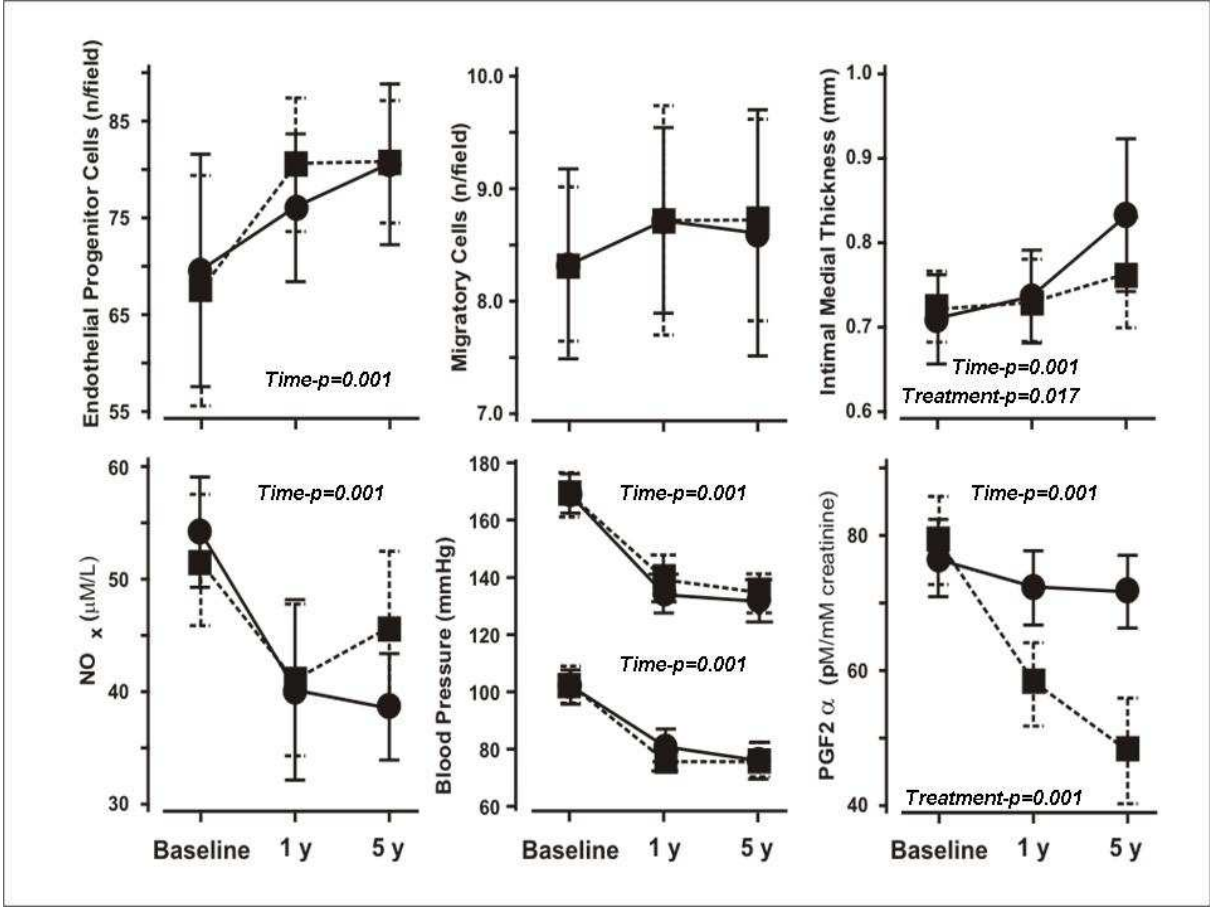 Endothelial Progenitor Cells (n/field)
85
75
65
55
Time-p=0.001
Migratory Cells (n/field)
10.0
9.0
8.0
7.0
Intimal Medial Thickness (mm)
1.0
0.9
0.8
0.7
0.6
Time-p=0.001
Treatment-p=0.017
NO x (μM/L)
60
50
40
30
Time-p=0.001
Baseline 1 y 5 y
Blood Pressure (mmHg)
180
160
140
120
100
80
60
Time-p=0.001
Time-p=0.001
Baseline 1 y 5 y
PGF2 α (pM/mM creatinine)
80
60
40
Time-p=0.001
Treatment-p=0.001
Baseline 1 y 5 y